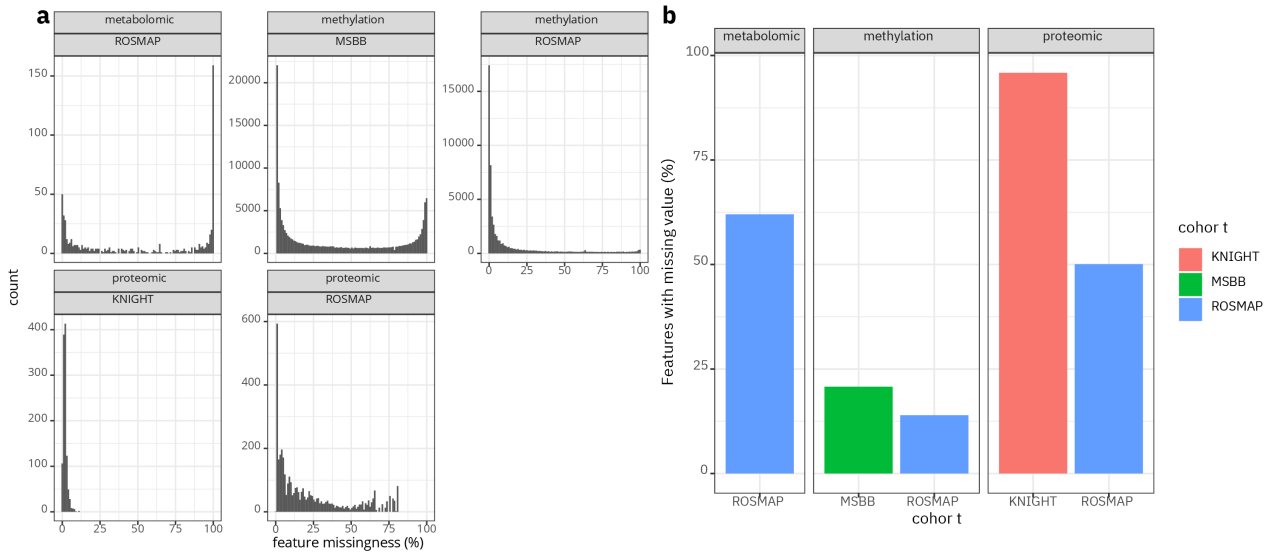 a
metabolomic
ROSMAP
150
100
50
0
methylation
MSBB
20000
15000
10000
5000
0
methylation
ROSMAP
15000
10000
5000
0
0 25 50 75 100
proteomic
KNIGHT
400
300
200
100
0
0 25 50 75 100
proteomic
ROSMAP
600
400
200
0
0 25 50 75 100
count
feature missingness (%)
b
metabolomic
methylation
proteomic
100
75
50
25
0
Features with missing value (%)
ROSMAP
MSBB
ROSMAP
KNIGHT
ROSMAP
cohor t
cohor t
KNIGHT
MSBB
ROSMAP